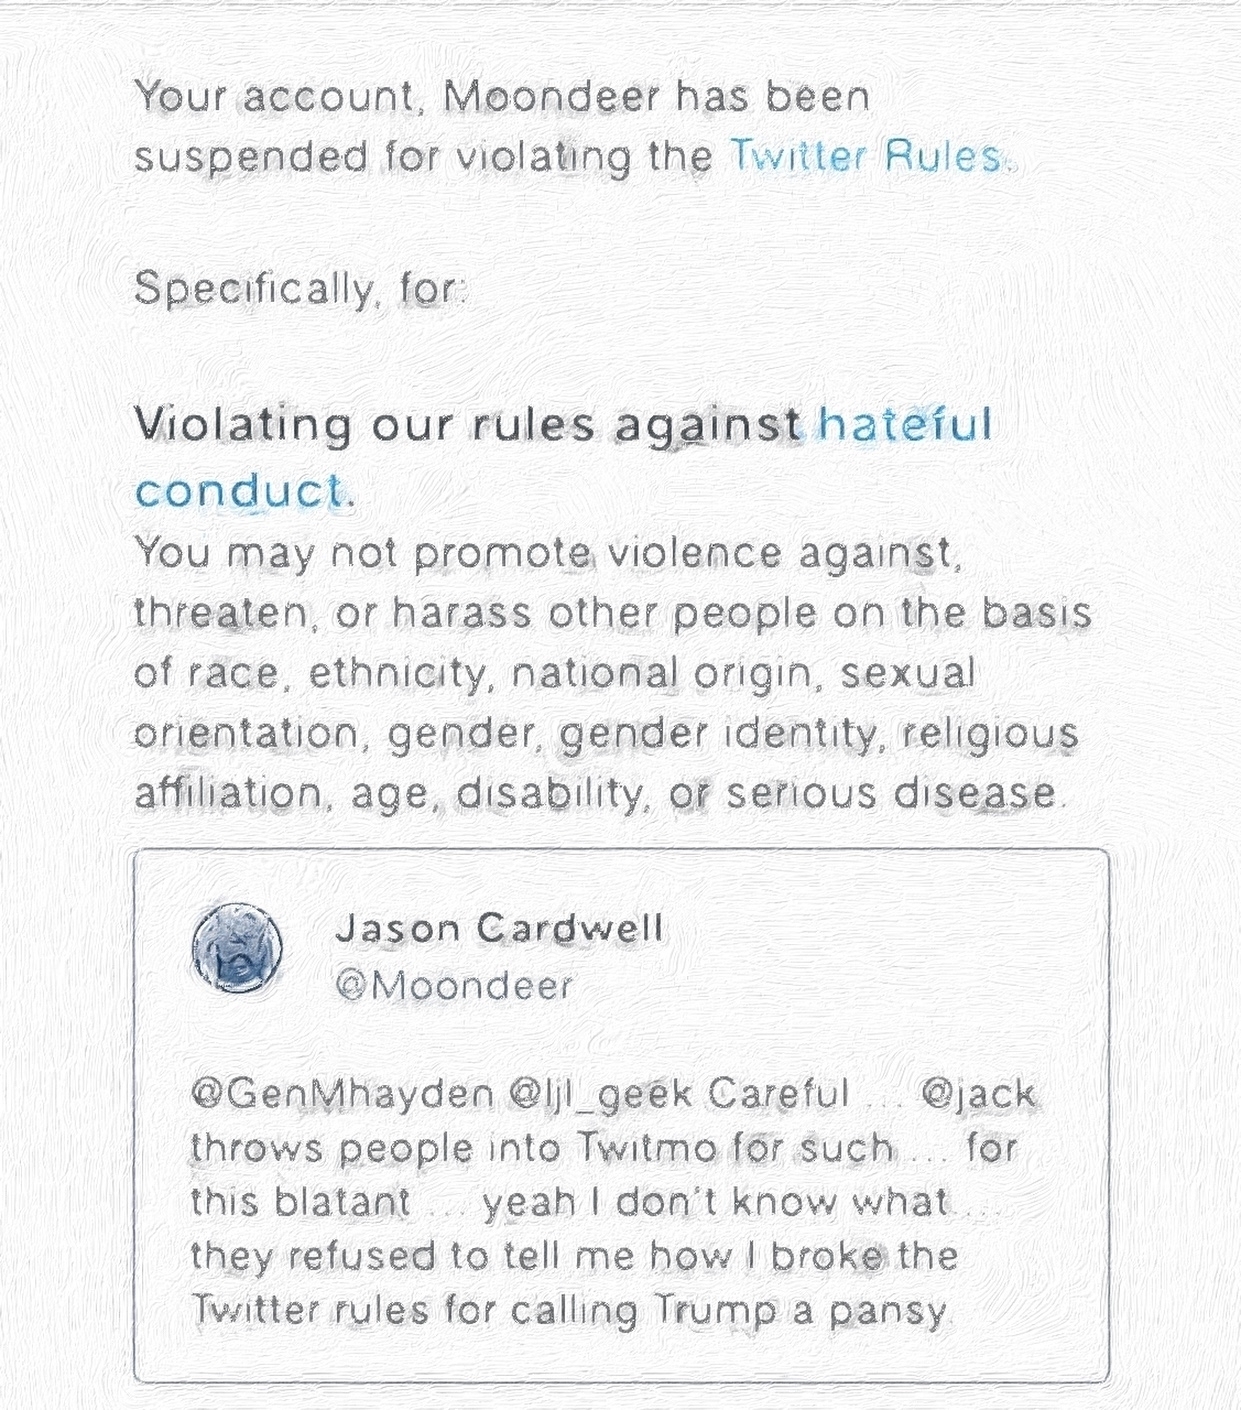 Your account, Moondeer has been
suspended for violating the Twitter Rules.
Specifically, for:
Violating our rules against hateful
conduct.
You may not promote violence against,
threaten, or harass other people on the basis
of race, ethnicity, national origin, sexual
orientation, gender, gender identity, religious
affiliation, age, disability, or serious disease.
Jason Cardwell
@Moondeer
@GenMhayden @ljl_geek Careful ... @jack
throws people into Twitmo for such ... for
this blatant ... yeah I don't know what ...
they refused to tell me how I broke the
Twitter rules for calling Trump a pansy